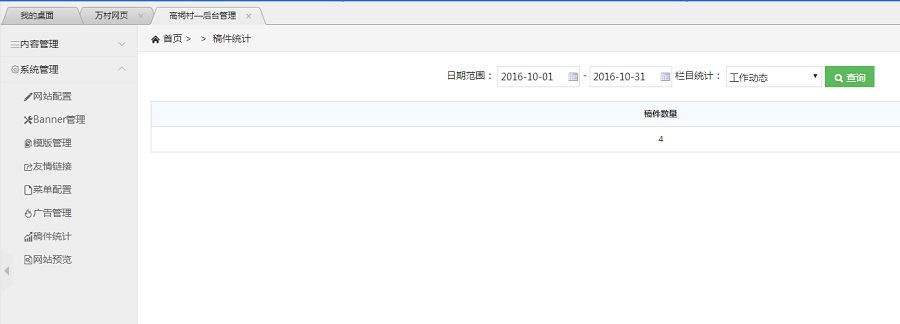 我的桌面 万村网页 × 高祠村—后台管理 ×
内容管理
首页 > > 稿件统计
系统管理
日期范围： 2016-10-01 - 2016-10-31 栏目统计： 工作动态 查询
网站配置
Banner管理
模版管理
友情链接
菜单配置
广告管理
稿件统计
网站预览
稿件数量
4